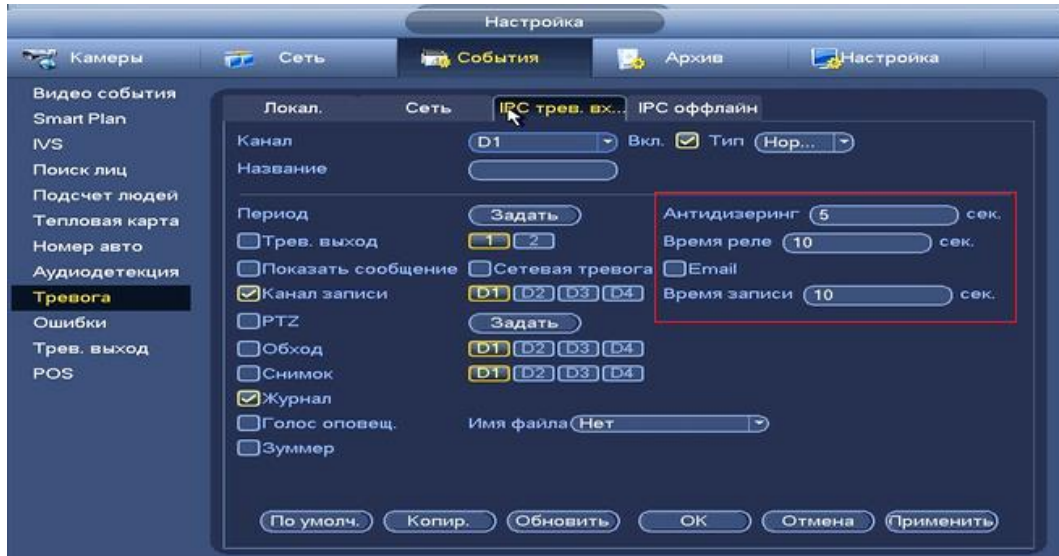 Настройка
Камеры Сеть События Архив Настройка
Видео события
Smart Plan
IVS
Поиск лиц
Подсчет людей
Тепловая карта
Номер авто
Аудиодетекция
Тревога
Ошибки
Трев. выход
POS
Локал. Сеть IPC трев. вх... IPC оффлайн
Канал D1 Вкл. Тип Нор...
Название
Период Задать Антидизеринг 5 сек.
Трев. выход 1 2 Время реле 10 сек.
Показать сообщение Сетевая тревога Email
Канал записи D1 D2 D3 D4 Время записи 10 сек.
PTZ Задать
Обход D1 D2 D3 D4
Снимок D1 D2 D3 D4
Журнал
Голос оповещ. Имя файла Нет
Зуммер
По умолч. Копир. Обновить OK Отмена Применить